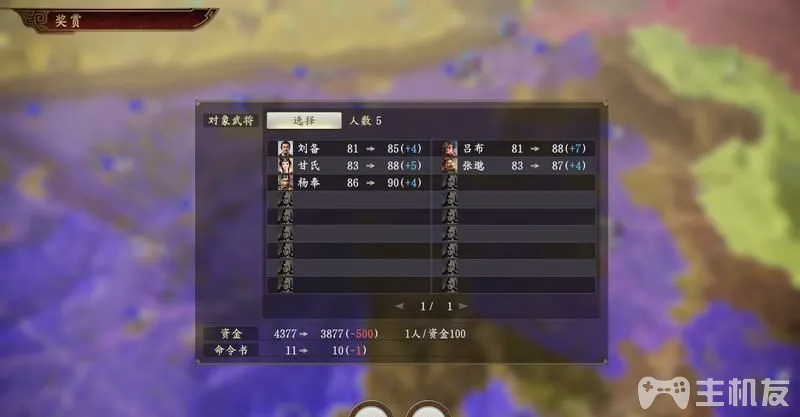 奖赏
对象武将 选择 人数 5
刘备 81 → 85(+4) 吕布 81 → 88(+7)
甘氏 83 → 88(+5) 张邈 83 → 87(+4)
杨奉 86 → 90(+4)
1/ 1
资金 4377 → 3877(-500) 1人/资金100
命令书 11 → 10(-1)
主机友